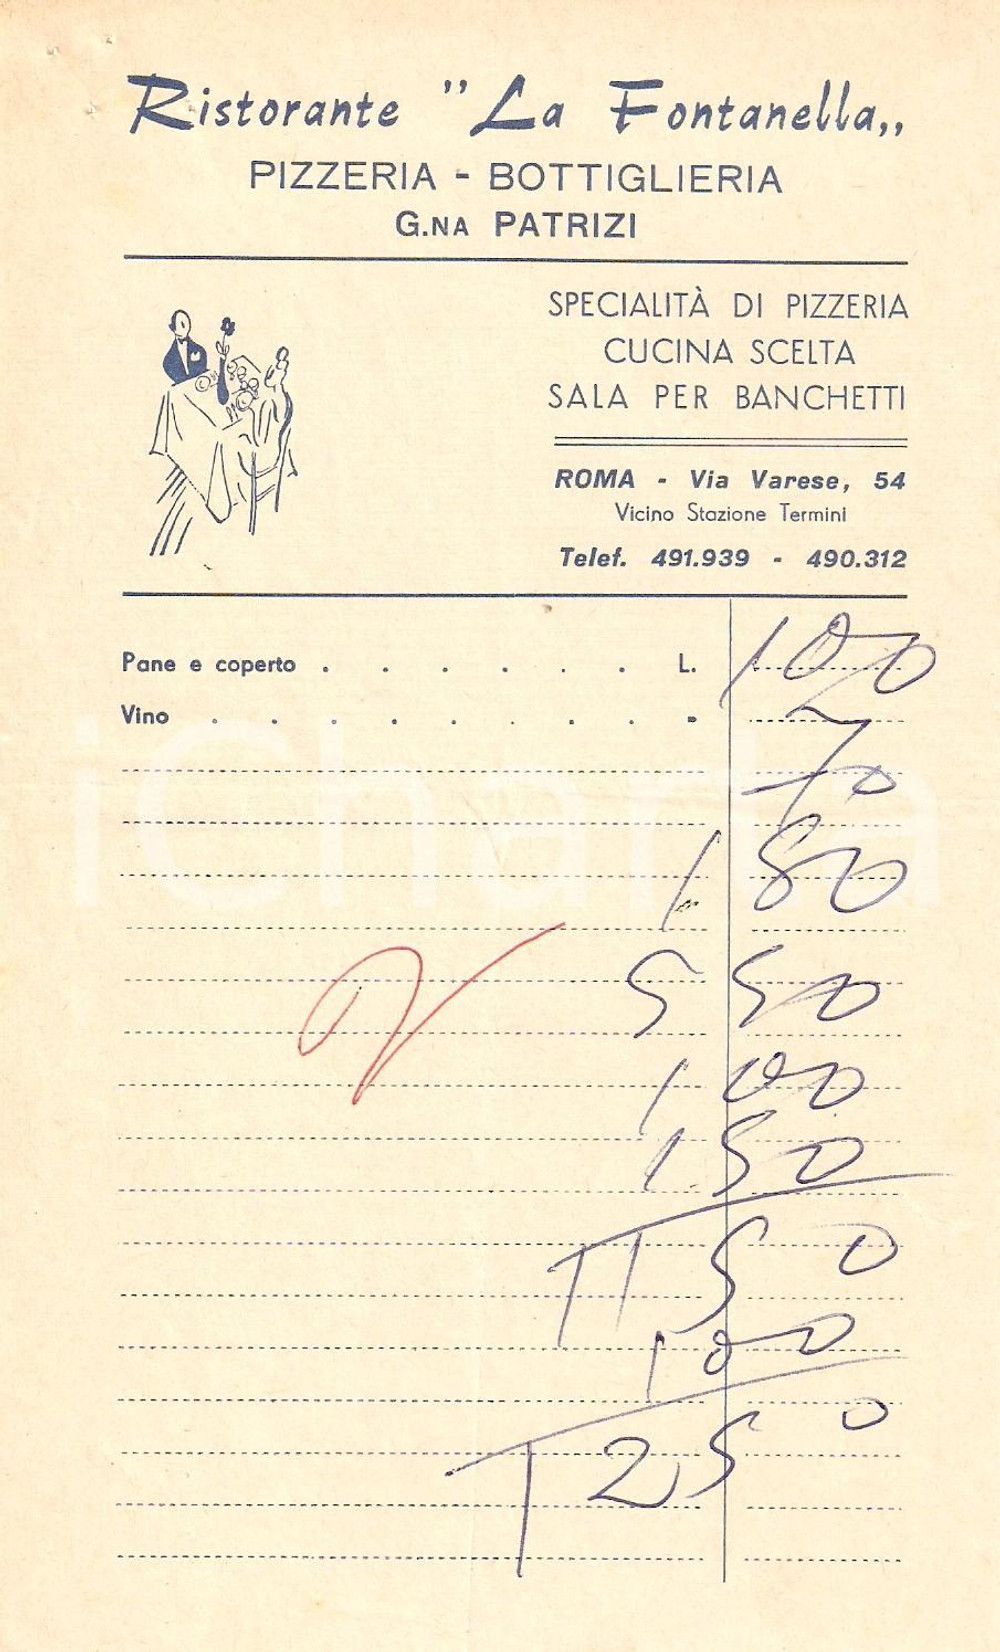 Ristorante "La Fontanella„
PIZZERIA - BOTTIGLIERIA
G.NA PATRIZI
SPECIALITÀ DI PIZZERIA
CUCINA SCELTA
SALA PER BANCHETTI
ROMA - Via Varese, 54
Vicino Stazione Termini
Telef. 491.939 - 490.312
Pane e coperto . . . . . . L. 100
Vino . . . . . . . . . "
70
180
550
100
150
1150
100
1250
iCharta